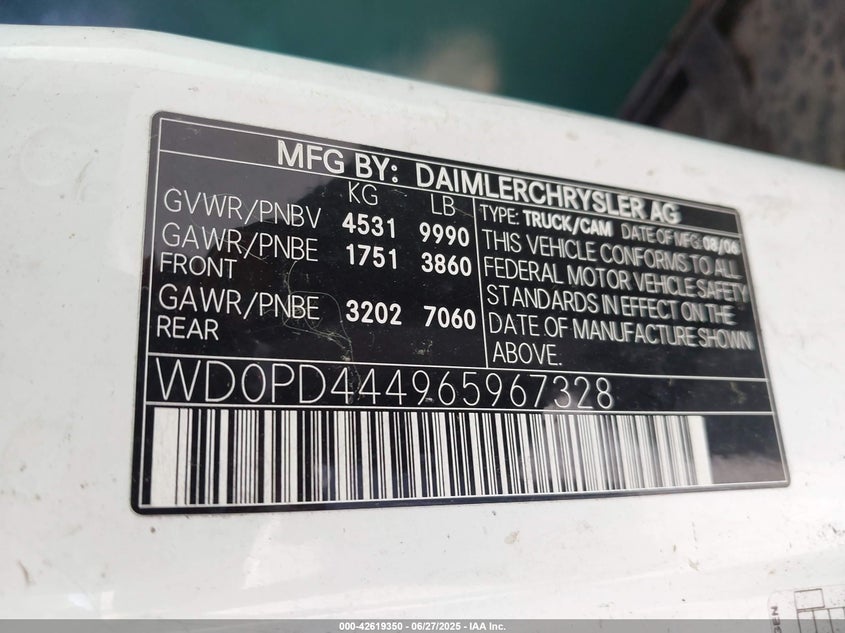 MFG BY: DAIMLERCHRYSLER AG
KG LB
GVWR/PNBV 4531 9990
GAWR/PNBE 1751 3860
FRONT
GAWR/PNBE 3202 7060
REAR
TYPE: TRUCK/CAM DATE OF MFG: 08/06
THIS VEHICLE CONFORMS TO ALL
FEDERAL MOTOR VEHICLE SAFETY
STANDARDS IN EFFECT ON THE
DATE OF MANUFACTURE SHOWN
ABOVE.
WD0PD444965967328
000-42619350 | 06/27/2025 - IAA Inc.